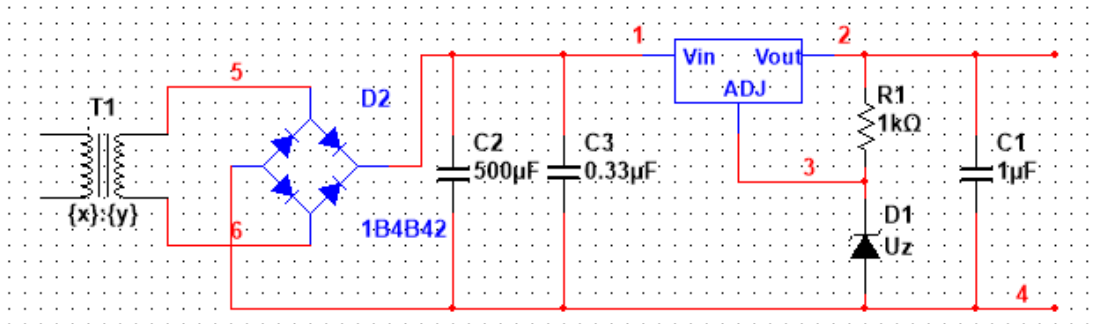 1
2
Vin Vout
ADJ
5
D2
R1
1kΩ
T1
C2
500µF
C3
0.33µF
C1
1µF
3
{x}:{y}
6
1B4B42
D1
Uz
4